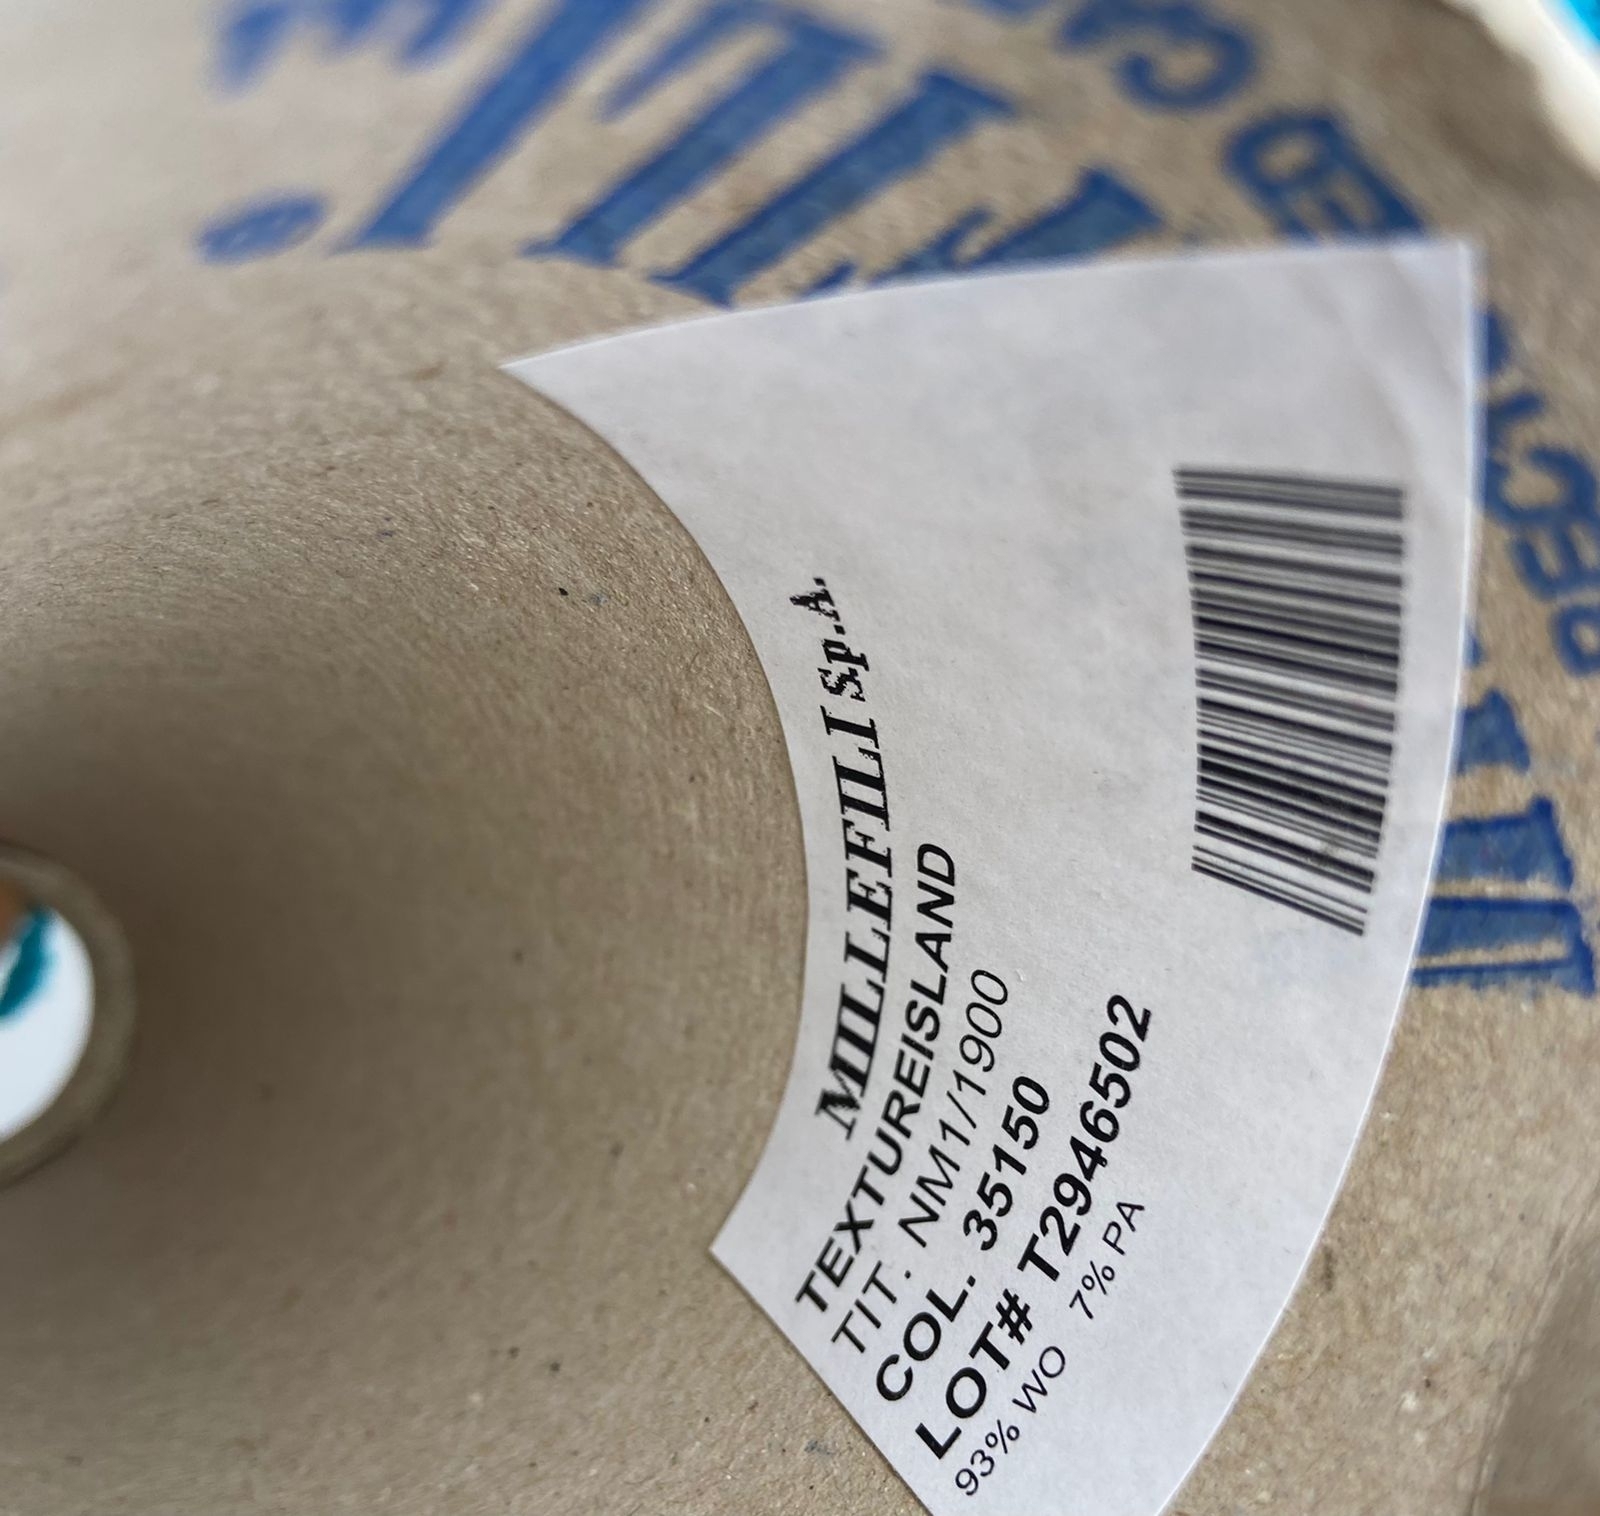 MILLEFILI Sp.A.
TEXTUREISLAND
TIT. NM1/1900
COL. 35150
LOT# T2946502
93% WO 7% PA